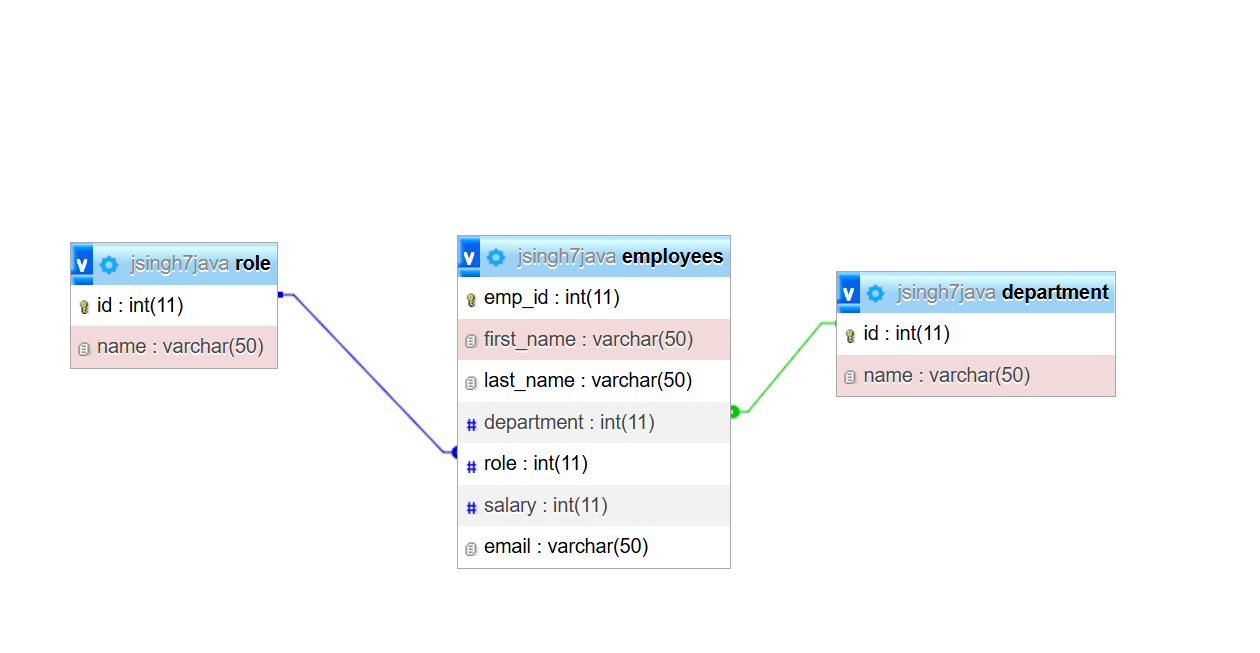 v jsingh7java role
id : int(11)
name : varchar(50)
v jsingh7java employees
emp_id : int(11)
first_name : varchar(50)
last_name : varchar(50)
# department : int(11)
# role : int(11)
# salary : int(11)
email : varchar(50)
v jsingh7java department
id : int(11)
name : varchar(50)